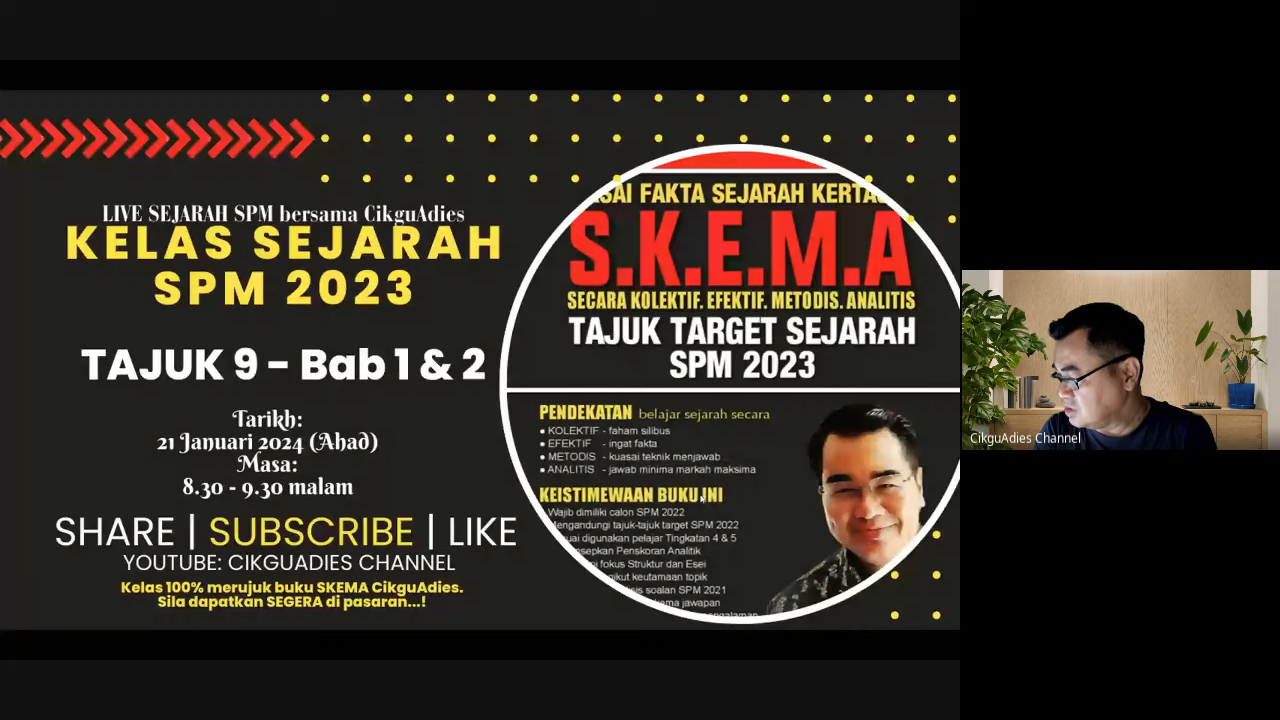 LIVE SEJARAH SPM bersama CikguAdies
KELAS SEJARAH
SPM 2023
TAJUK 9 - Bab 1 & 2
Tarikh:
21 Januari 2024 (Ahad)
Masa:
8.30 - 9.30 malam
SHARE | SUBSCRIBE | LIKE
YOUTUBE: CIKGUADIES CHANNEL
Kelas 100% merujuk buku SKEMA CikguAdies.
Sila dapatkan SEGERA di pasaran...!
FAKTA SEJARAH
S.K.E.M.A
SECARA KOLEKTIF. EFEKTIF. METODIS. ANALITIS
TAJUK TARGET SEJARAH
SPM 2023
PENDEKATAN belajar sejarah secara
• KOLEKTIF - faham silibus
• EFEKTIF - ingat fakta
• METODIS - kuasai teknik menjawab
• ANALITIS - jawab minima markah maksima
KEISTIMEWAAN BUKU INI
Wajib dimiliki calon SPM 2022
Mengandungi tajuk-tajuk target SPM 2022
digunakan pelajar Tingkatan 4 & 5
Penskoran Analitik
fokus Struktur dan Esei
keutamaan topik
soalan SPM 2021
jawapan
CikguAdies Channel